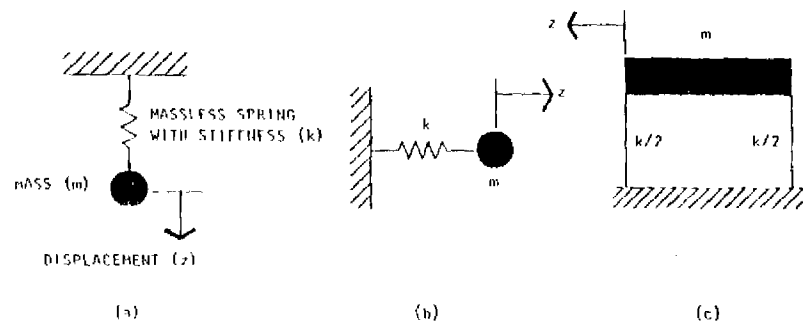 MASSLESS SPRING
WITH STIFFNESS (k)
MASS (m)
DISPLACEMENT (z)
(a)
k
z
m
(b)
z
m
k/2
k/2
(c)